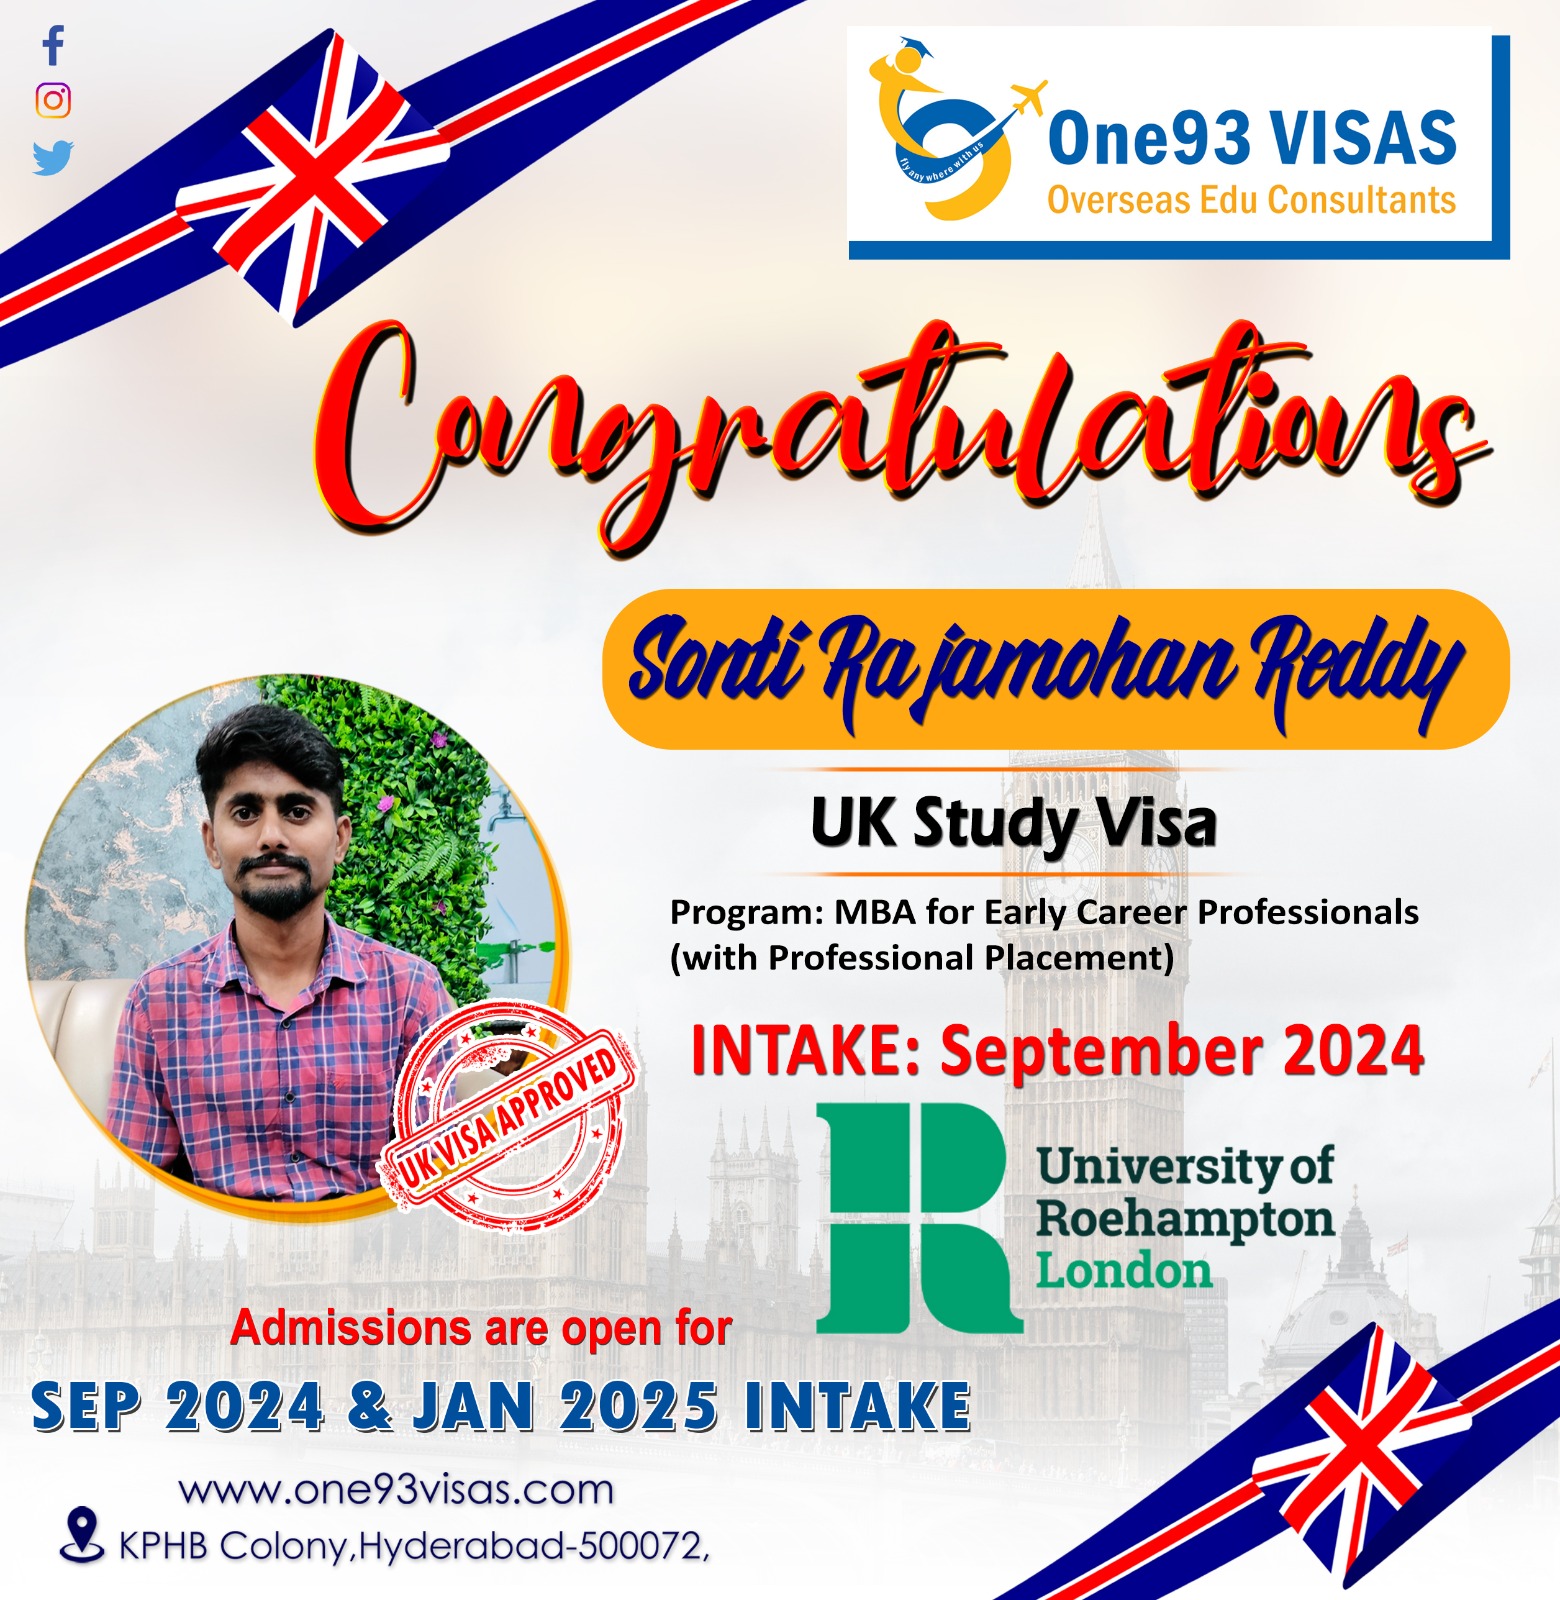 One93 VISAS
Overseas Edu Consultants
fly any where with us
Congratulations
Sonti Rajamohan Reddy
UK Study Visa
Program: MBA for Early Career Professionals
(with Professional Placement)
INTAKE: September 2024
UK VISA APPROVED
University of
Roehampton
London
Admissions are open for
SEP 2024 & JAN 2025 INTAKE
www.one93visas.com
KPHB Colony,Hyderabad-500072,